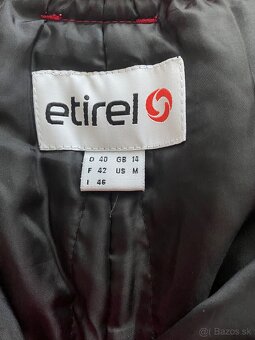 etirel
D 40 GB 14
F 42 US M
I 46
Bazos.sk